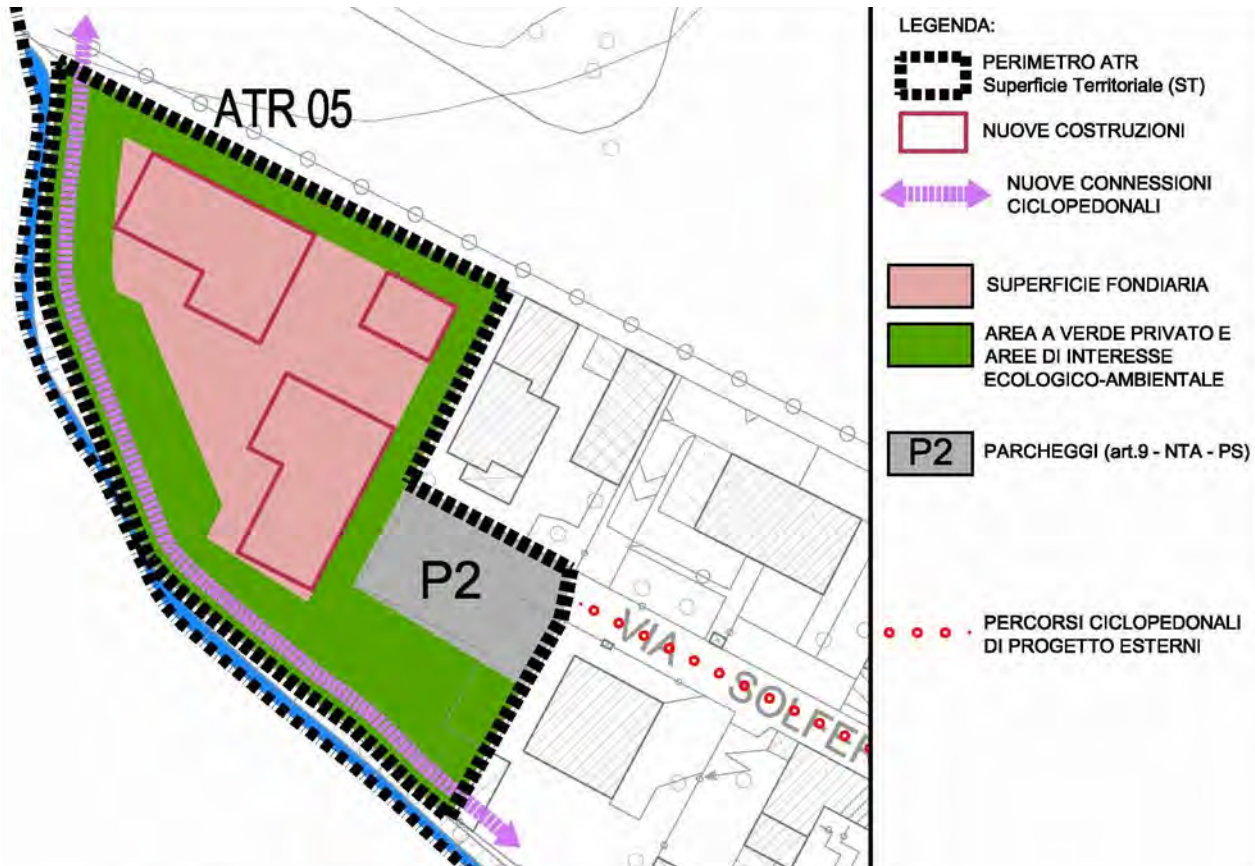 ATR 05
P2
VIA SOLFER
LEGENDA:
PERIMETRO ATR
Superficie Territoriale (ST)
NUOVE COSTRUZIONI
NUOVE CONNESSIONI
CICLOPEDONALI
SUPERFICIE FONDIARIA
AREA A VERDE PRIVATO E
AREE DI INTERESSE
ECOLOGICO-AMBIENTALE
P2
PARCHEGGI (art.9 - NTA - PS)
PERCORSI CICLOPEDONALI
DI PROGETTO ESTERNI